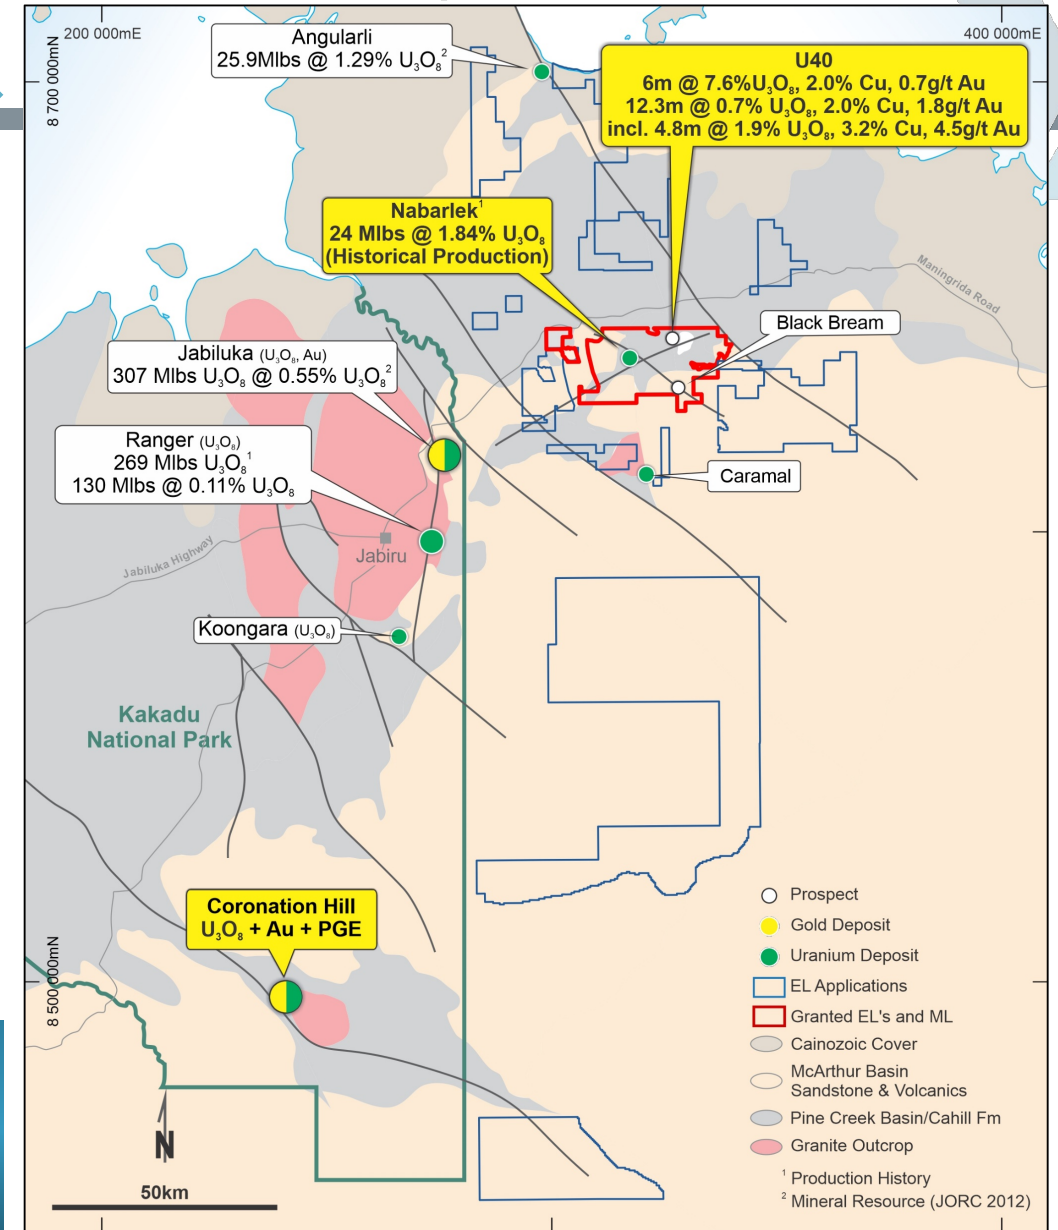 200 000mE
400 000mE
8 700 000mN
Angularli
25.9Mlbs @ 1.29% U₃O₈²
U40
6m @ 7.6%U₃O₈, 2.0% Cu, 0.7g/t Au
12.3m @ 0.7% U₃O₈, 2.0% Cu, 1.8g/t Au
incl. 4.8m @ 1.9% U₃O₈, 3.2% Cu, 4.5g/t Au
Nabarlek¹
24 Mlbs @ 1.84% U₃O₈
(Historical Production)
Maningrida Road
Black Bream
Jabiluka (U₃O₈, Au)
307 Mlbs U₃O₈ @ 0.55% U₃O₈²
Ranger (U₃O₈)
269 Mlbs U₃O₈¹
130 Mlbs @ 0.11% U₃O₈
Caramal
Jabiru
Jabiluka Highway
Koongara (U₃O₈)
Kakadu
National Park
Coronation Hill
U₃O₈ + Au + PGE
8 500 000mN
Prospect
Gold Deposit
Uranium Deposit
EL Applications
Granted EL's and ML
Cainozoic Cover
McArthur Basin
Sandstone & Volcanics
Pine Creek Basin/Cahill Fm
Granite Outcrop
¹ Production History
² Mineral Resource (JORC 2012)
N
50km